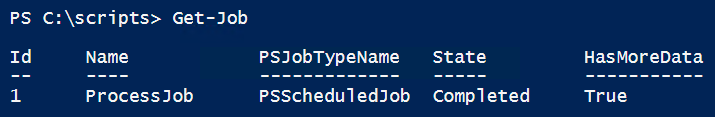 PS C:\scripts> Get-Job
Id     Name            PSJobTypeName   State         HasMoreData
--     ----            -------------   -----         -----------
1      ProcessJob      PSScheduledJob  Completed     True